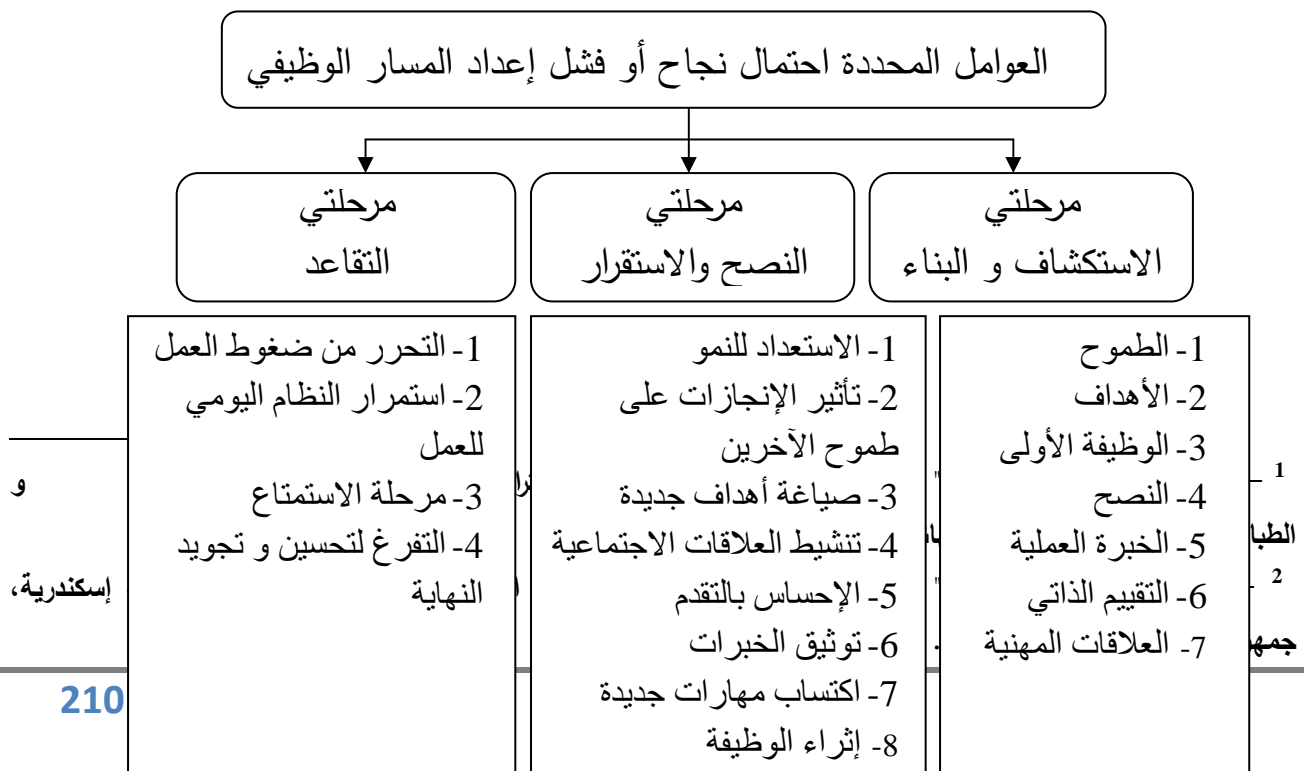 العوامل المحددة احتمال نجاح أو فشل إعداد المسار الوظيفي
مرحلتي
الاستكشاف و البناء
مرحلتي
النصح والاستقرار
مرحلتي
التقاعد
1- الطموح
2- الأهداف
3- الوظيفة الأولى
4- النصح
5- الخبرة العملية
6- التقييم الذاتي
7- العلاقات المهنية
1- الاستعداد للنمو
2- تأثير الإنجازات على
طموح الآخرين
3- صياغة أهداف جديدة
4- تنشيط العلاقات الاجتماعية
5- الإحساس بالتقدم
6- توثيق الخبرات
7- اكتساب مهارات جديدة
8- إثراء الوظيفة
1- التحرر من ضغوط العمل
2- استمرار النظام اليومي
للعمل
3- مرحلة الاستمتاع
4- التفرغ لتحسين و تجويد
النهاية
1 _ " و
2 _ " إسكندرية،
210